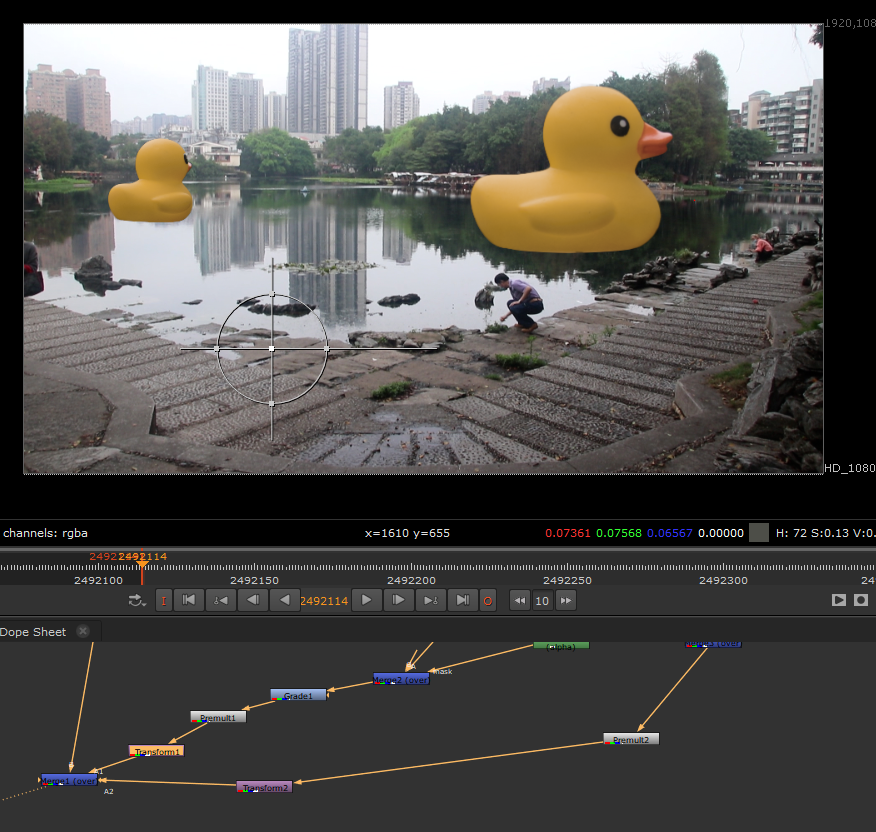 1920,108
HD_1080
channels: rgba
x=1610 y=655
0.07361 0.07568 0.06567 0.00000
H: 72 S:0.13 V:0.
2492114
2492100
2492150
2492200
2492250
2492300
I
2492114
O
10
Dope Sheet
(alpha)
A
mask
Merge2 (over)
Grade1
Premult1
Premult2
Transform1
B
A1
Merge1 (over)
A2
Transform2